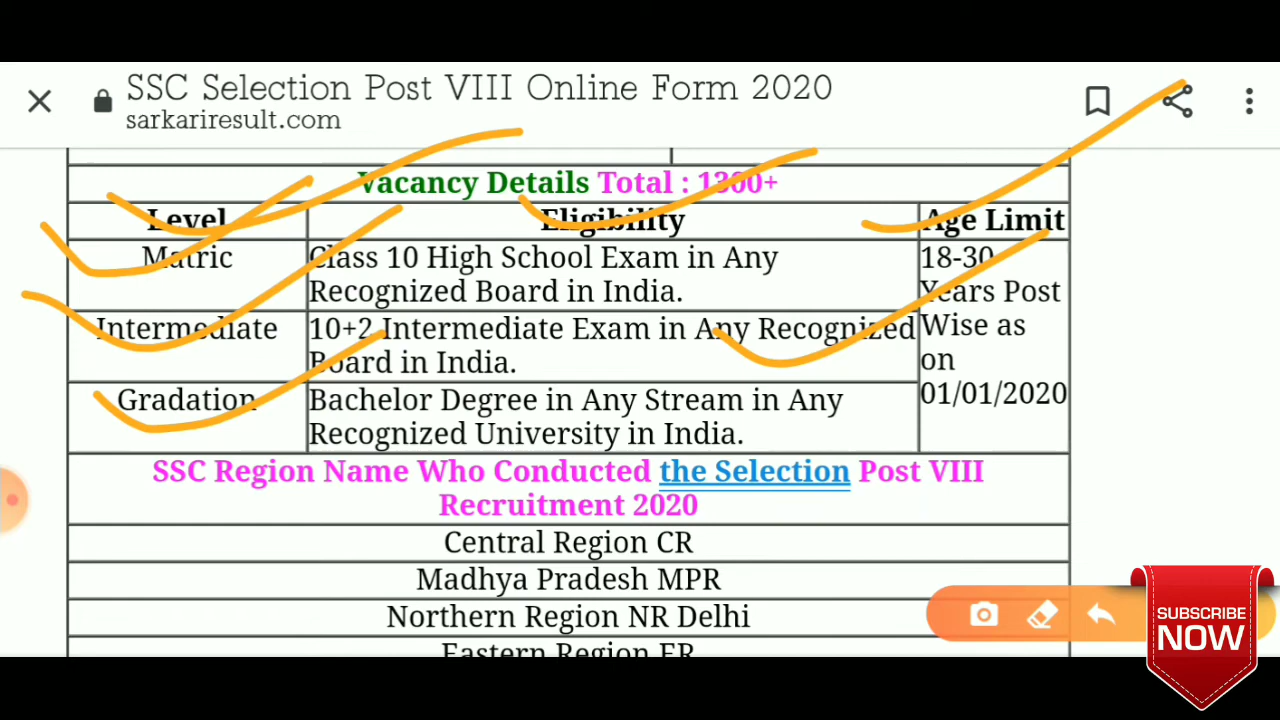 SSC Selection Post VIII Online Form 2020
sarkariresult.com
Vacancy Details Total : 1300+
Level Eligibility Age Limit
Matric
Class 10 High School Exam in Any
Recognized Board in India.
Intermediate
10+2 Intermediate Exam in Any Recognized
Board in India.
Gradation
Bachelor Degree in Any Stream in Any
Recognized University in India.
18-30
Years Post
Wise as
on
01/01/2020
SSC Region Name Who Conducted the Selection Post VIII
Recruitment 2020
Central Region CR
Madhya Pradesh MPR
Northern Region NR Delhi
Eastern Region ER
SUBSCRIBE
NOW